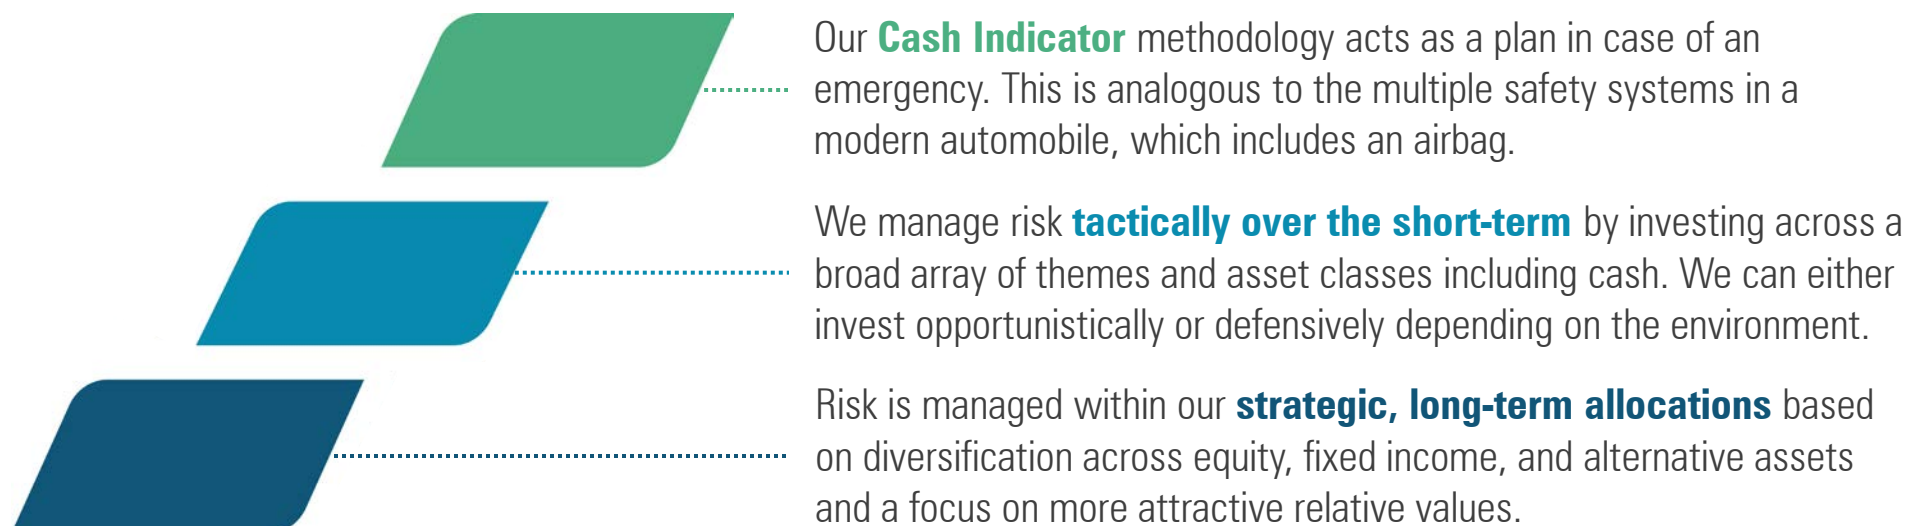 Our Cash Indicator methodology acts as a plan in case of an
emergency. This is analogous to the multiple safety systems in a
modern automobile, which includes an airbag.
We manage risk tactically over the short-term by investing across a
broad array of themes and asset classes including cash. We can either
invest opportunistically or defensively depending on the environment.
Risk is managed within our strategic, long-term allocations based
on diversification across equity, fixed income, and alternative assets
and a focus on more attractive relative values.